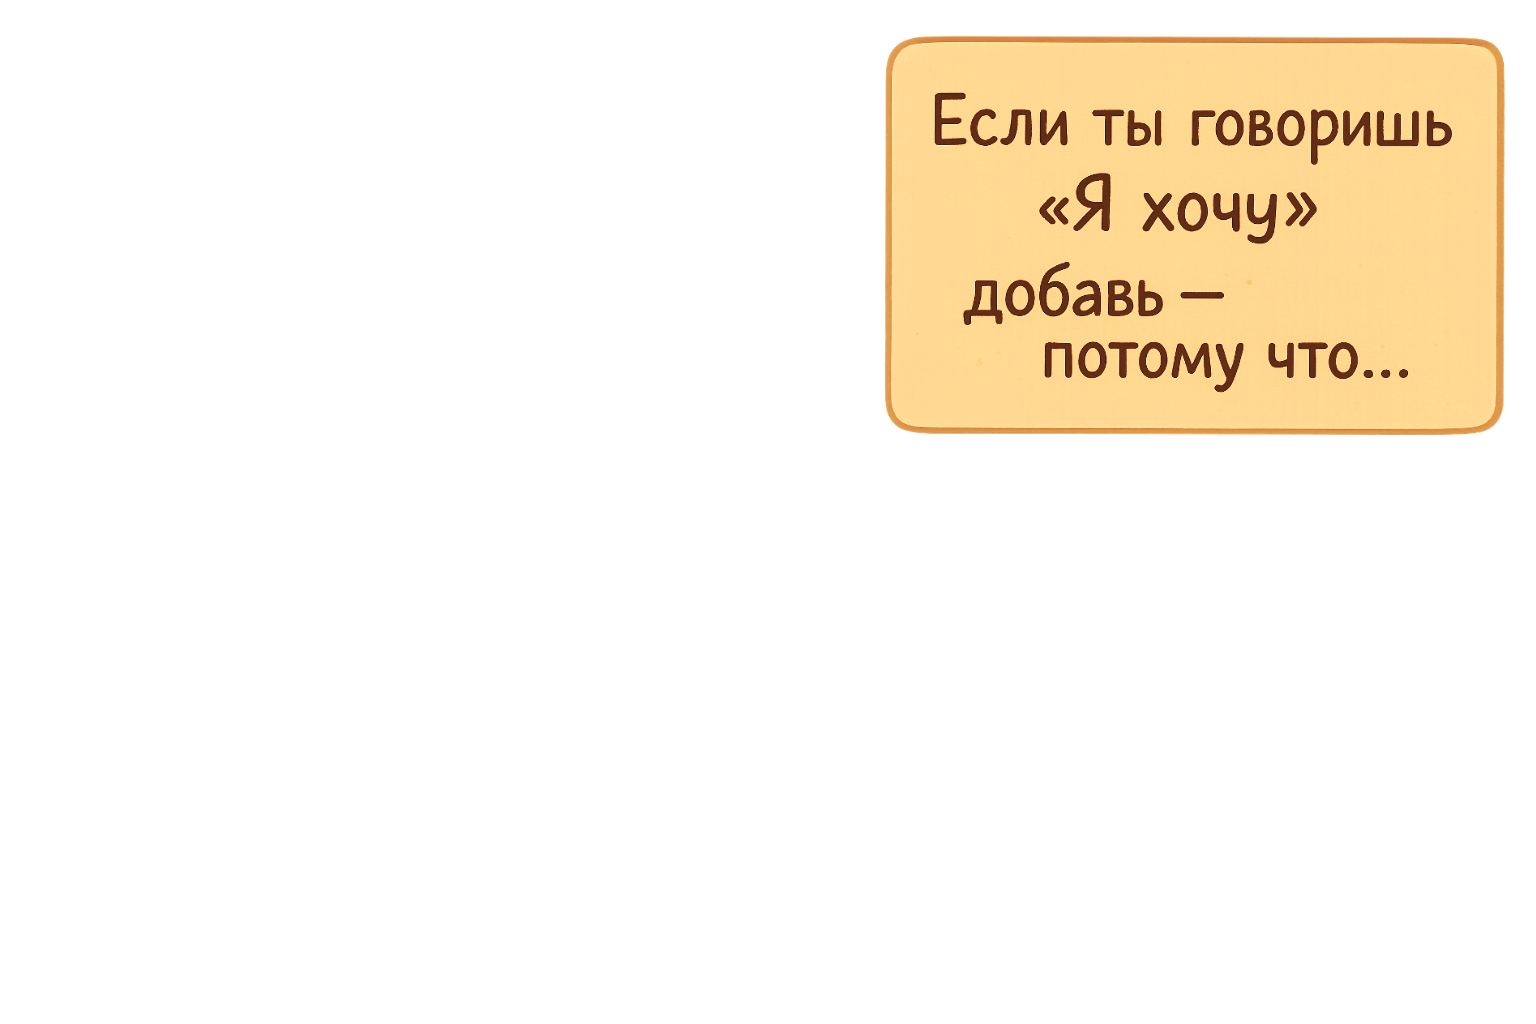 Если ты говоришь
«Я хочу»
добавь –
потому что...